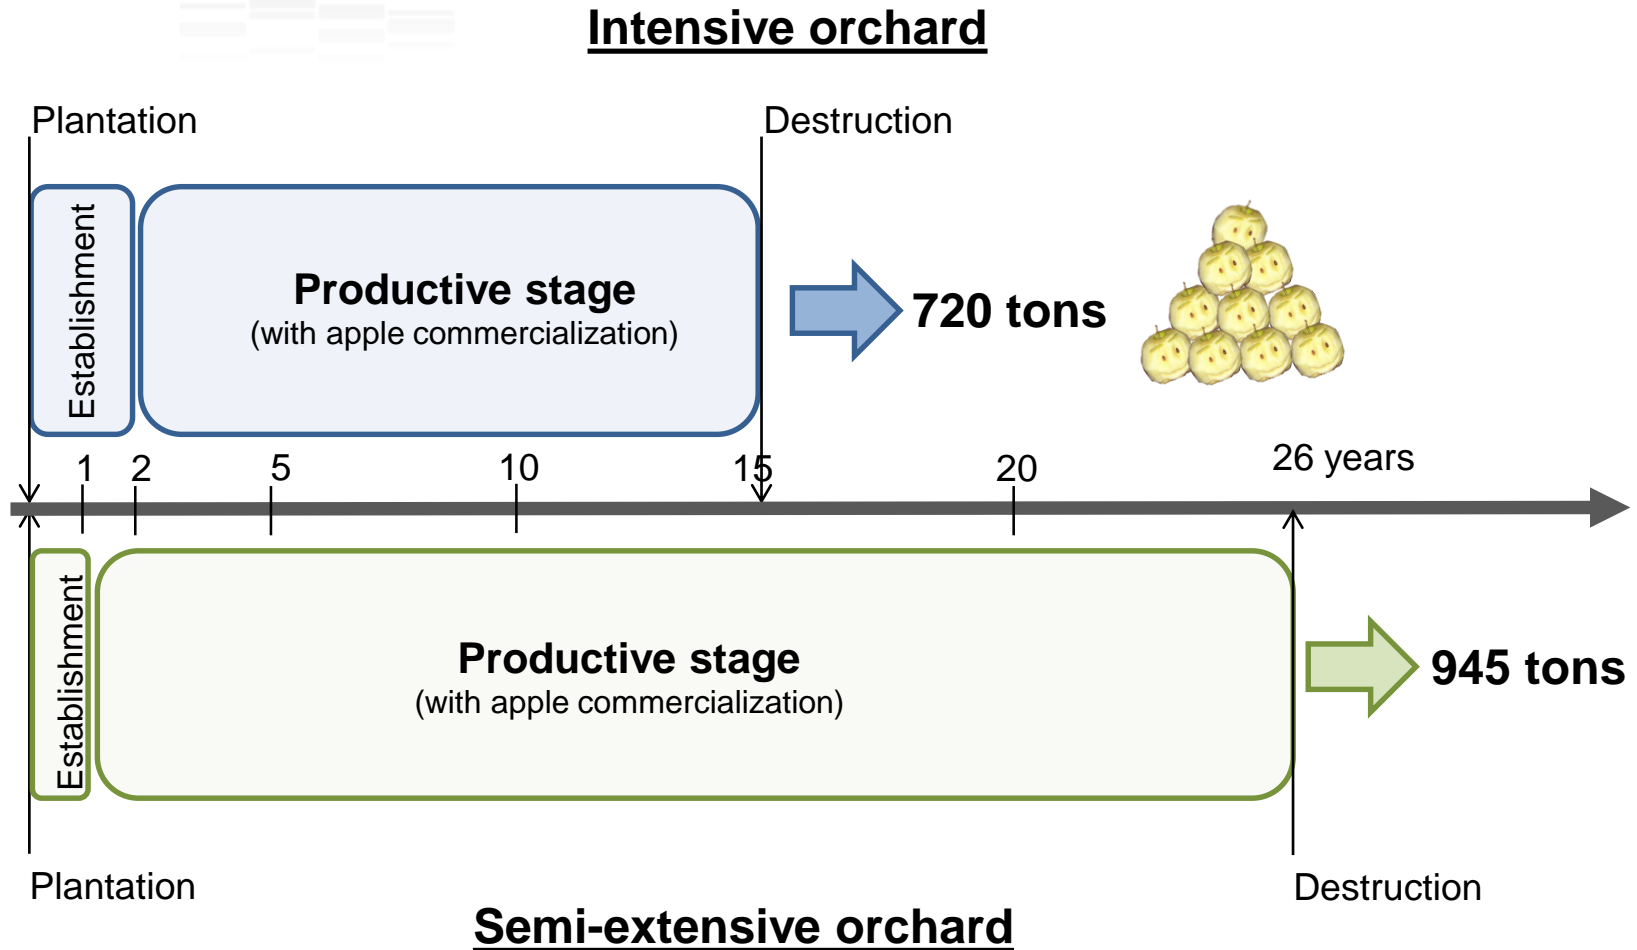 Intensive orchard
Plantation
Destruction
Establishment
Productive stage
(with apple commercialization)
720 tons
1
2
5
10
15
20
26 years
Establishment
Productive stage
(with apple commercialization)
945 tons
Plantation
Destruction
Semi-extensive orchard